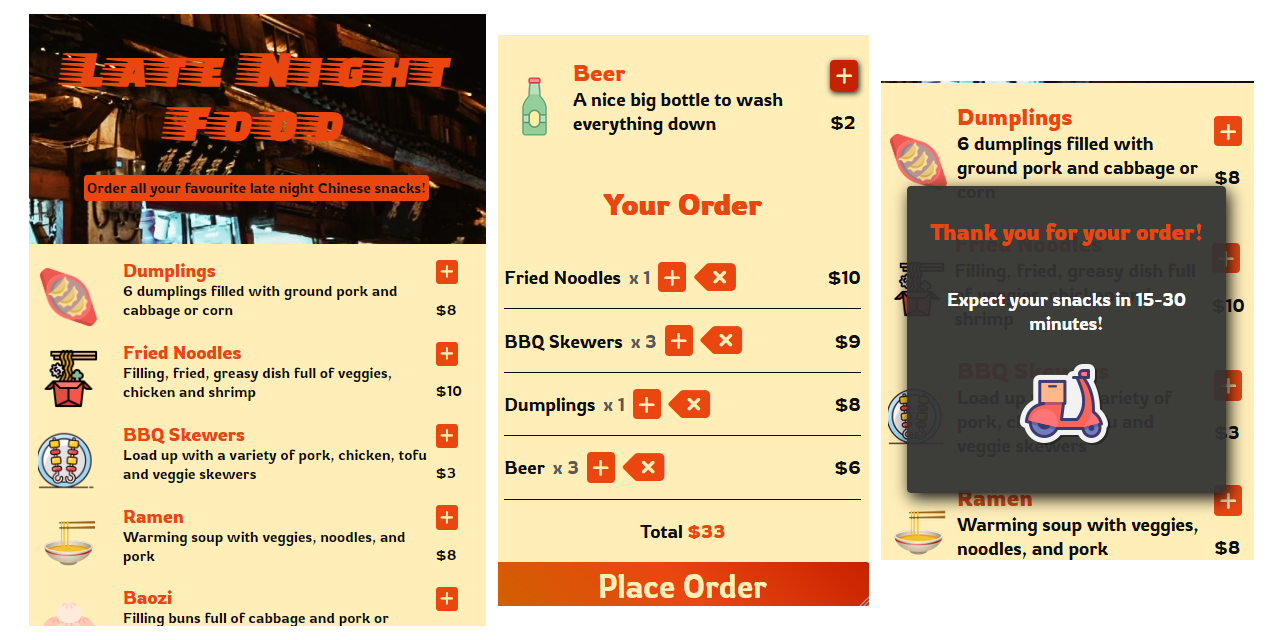 Late Night
Food
Order all your favourite late night Chinese snacks!
Dumplings
6 dumplings filled with ground pork and
cabbage or corn
$8
Fried Noodles
Filling, fried, greasy dish full of veggies,
chicken and shrimp
$10
BBQ Skewers
Load up with a variety of pork, chicken, tofu
and veggie skewers
$3
Ramen
Warming soup with veggies, noodles, and
pork
$8
Baozi
Filling buns full of cabbage and pork or
Beer
A nice big bottle to wash
everything down
$2
Your Order
Fried Noodles x 1 $10
BBQ Skewers x 3 $9
Dumplings x 1 $8
Beer x 3 $6
Total $33
Place Order
Dumplings
6 dumplings filled with
ground pork and cabbage or
corn
$8
Thank you for your order!
Expect your snacks in 15-30
minutes!
Fried Noodles
Filling, fried, greasy dish full
of veggies, chicken and
shrimp
$10
BBQ Skewers
Load up variety of
pork, and
veggie skewers
$3
Ramen
Warming soup with veggies,
noodles, and pork
$8